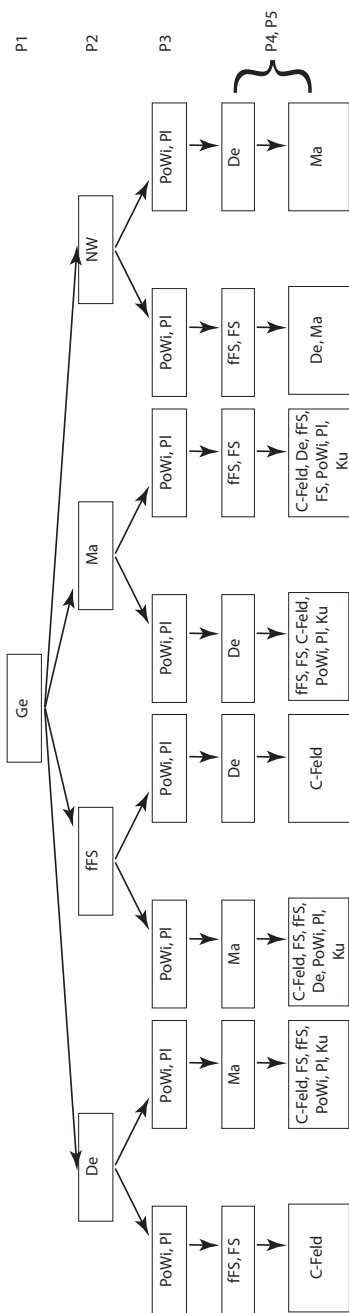 Ge
P1
De
fFS
Ma
NW
P2
PoWi, Pl
PoWi, Pl
PoWi, Pl
PoWi, Pl
PoWi, Pl
PoWi, Pl
PoWi, Pl
PoWi, Pl
P3
fFS, FS
Ma
Ma
De
De
fFS, FS
fFS, FS
De
P4, P5
C-Feld
C-Feld, FS, fFS,
PoWi, Pl, Ku
C-Feld, FS, fFS,
De, PoWi, Pl,
Ku
C-Feld
fFS, FS, C-Feld,
PoWi, Pl, Ku
C-Feld, De, fFS,
FS, PoWi, Pl,
Ku
De, Ma
Ma